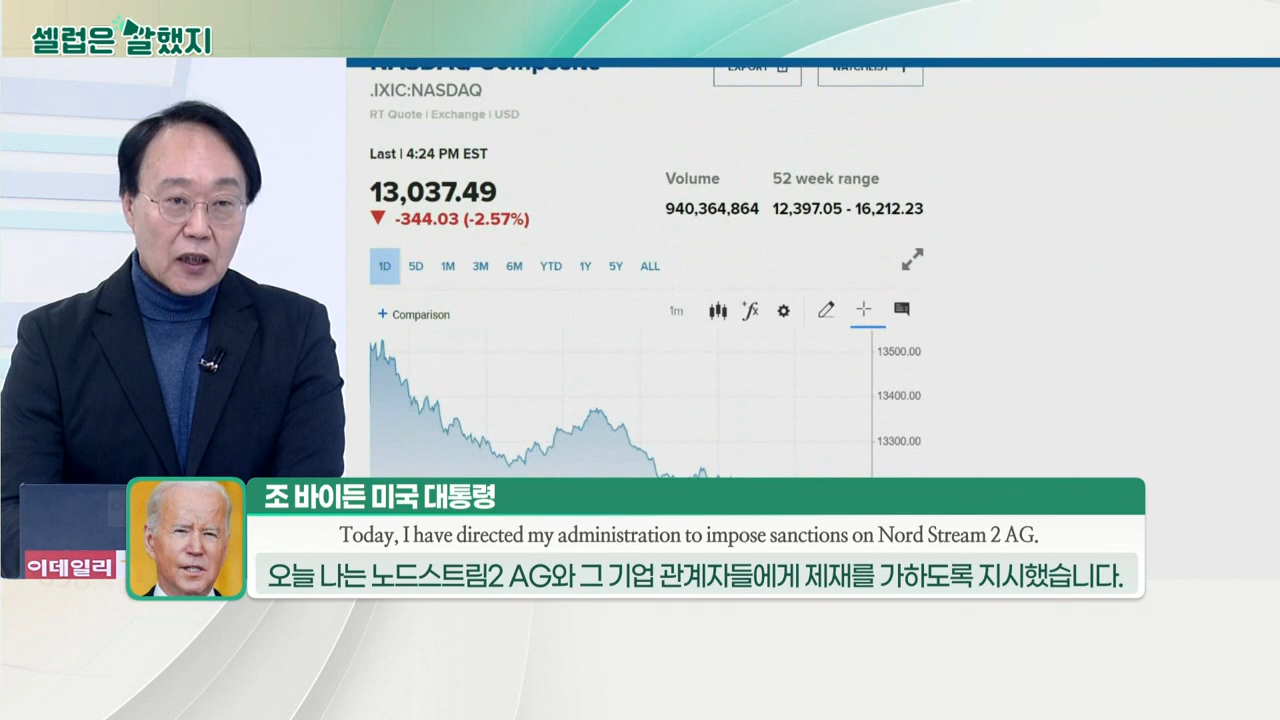 셀럽은 말했지
NASDAQ Composite
EXPORT
WATCHLIST +
.IXIC:NASDAQ
RT Quote | Exchange | USD
Last | 4:24 PM EST
13,037.49
▼ -344.03 (-2.57%)
Volume
52 week range
940,364,864
12,397.05 - 16,212.23
1D 5D 1M 3M 6M YTD 1Y 5Y ALL
+ Comparison
1m
13500.00
13400.00
13300.00
조 바이든 미국 대통령
Today, I have directed my administration to impose sanctions on Nord Stream 2 AG.
오늘 나는 노드스트림2 AG와 그 기업 관계자들에게 제재를 가하도록 지시했습니다.
이데일리